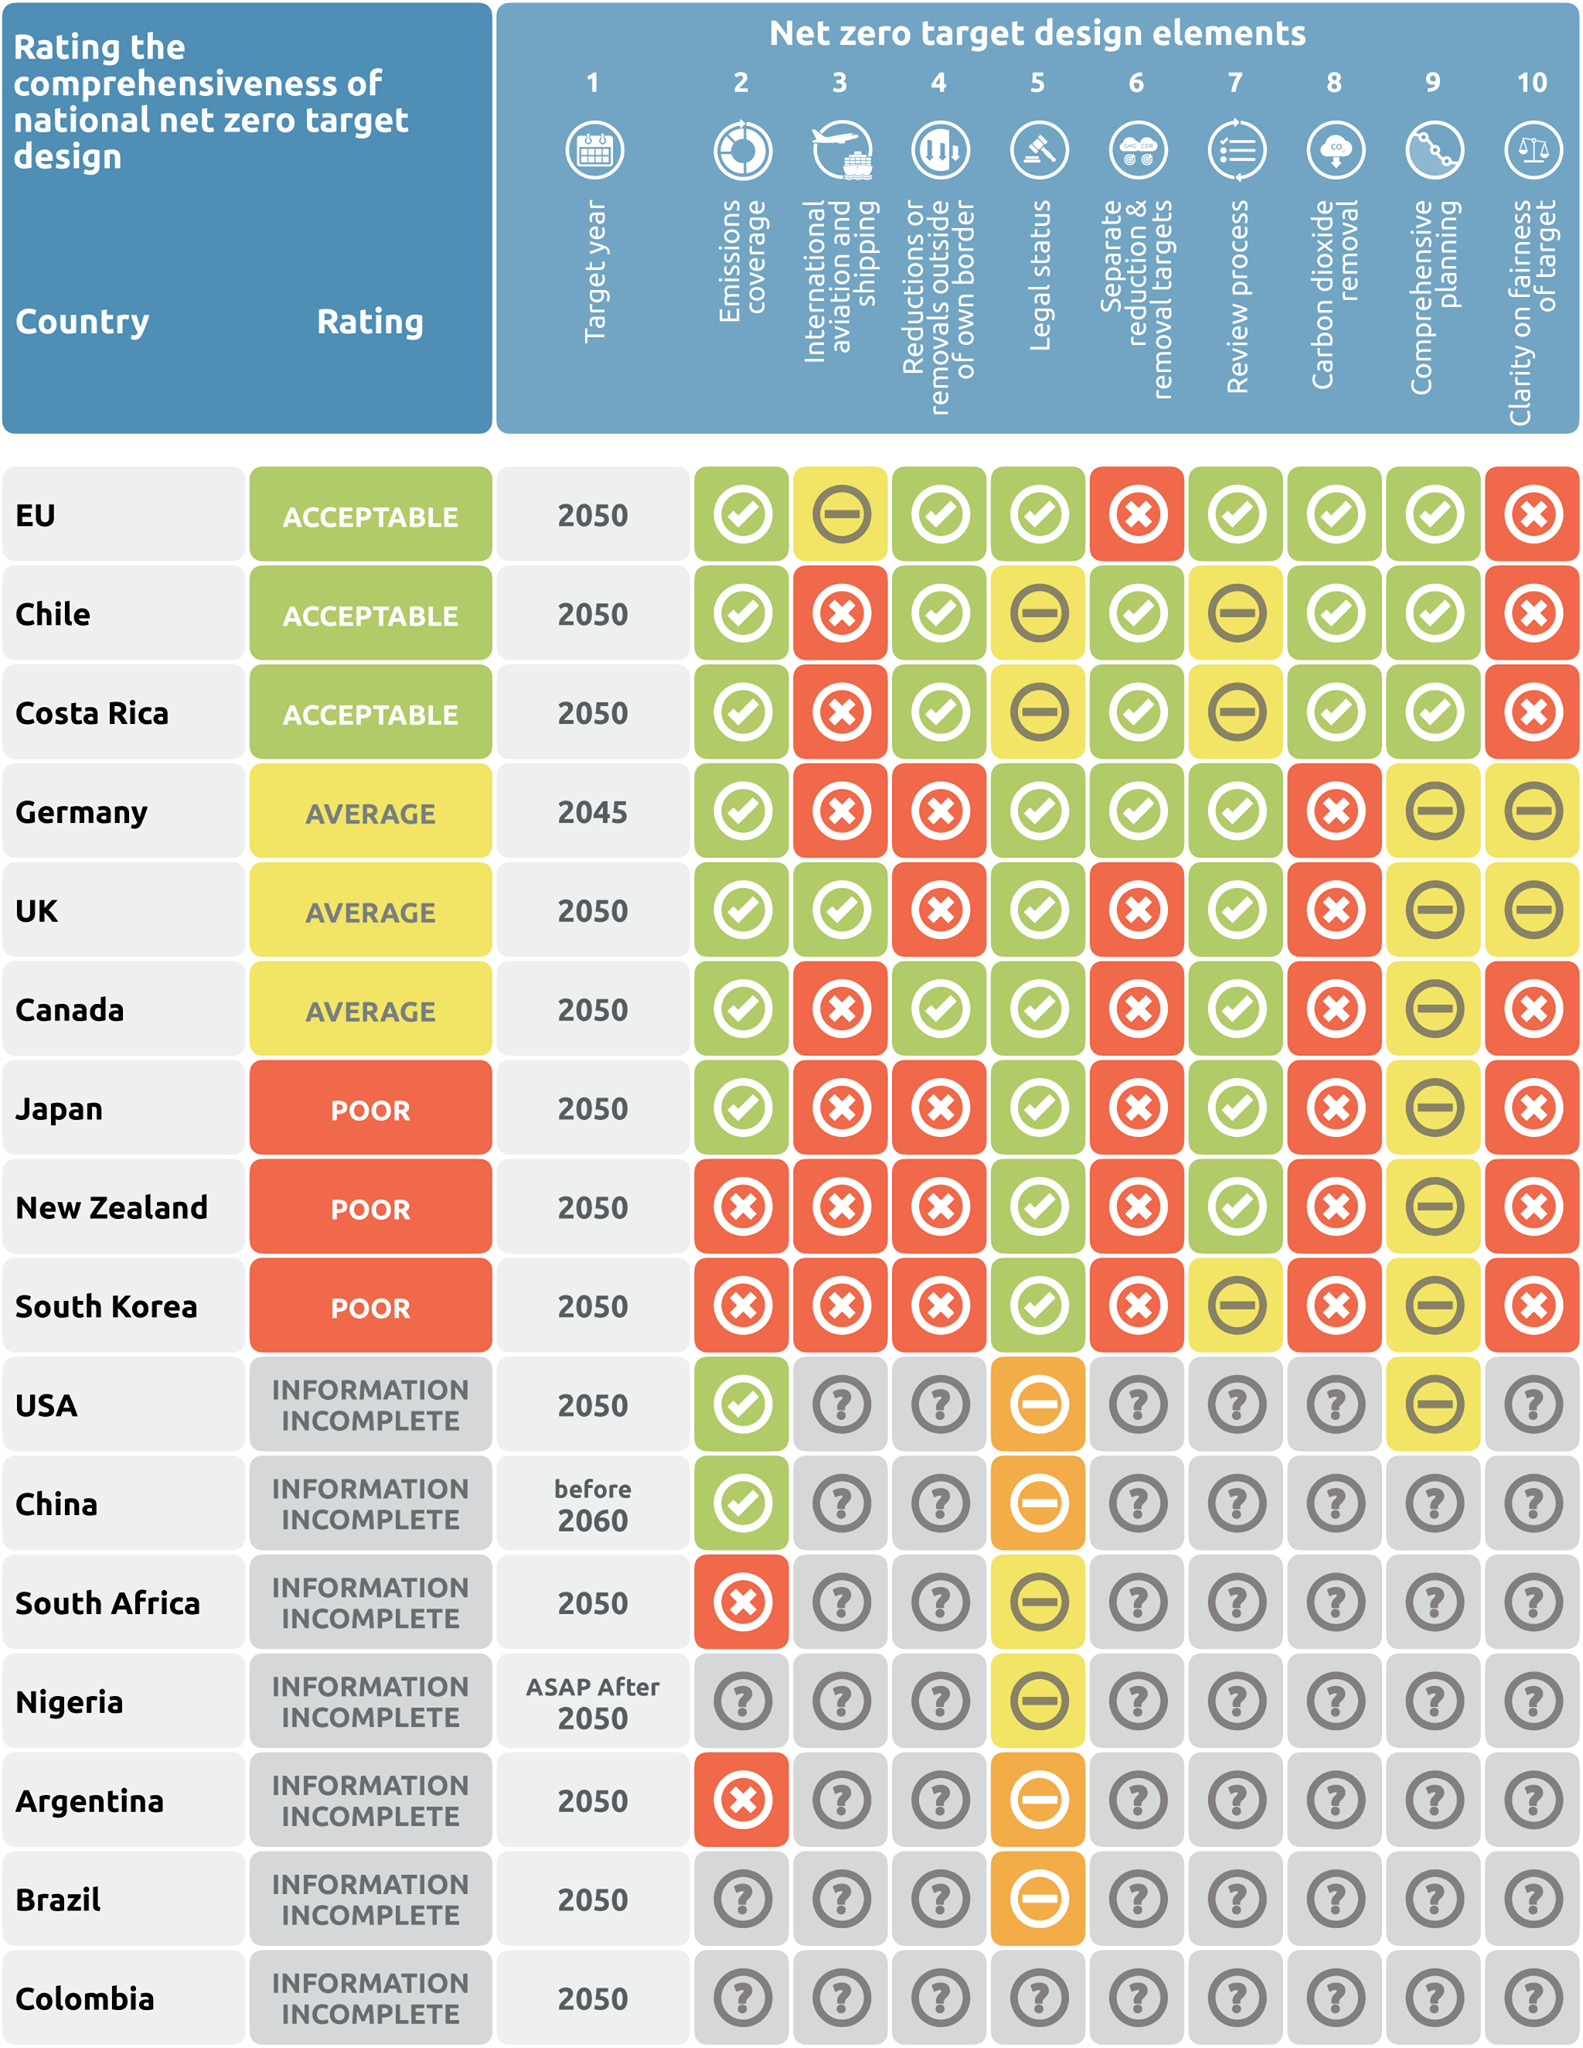 Rating the
comprehensiveness of
national net zero target
design
Country Rating
Net zero target design elements
1 2 3 4 5 6 7 8 9 10
GHG CDR
CO₂
Target year
Emissions
coverage
International
aviation and
shipping
Reductions or
removals outside
of own border
Legal status
Separate
reduction &
removal targets
Review process
Carbon dioxide
removal
Comprehensive
planning
Clarity on fairness
of target
EU ACCEPTABLE 2050
Chile ACCEPTABLE 2050
Costa Rica ACCEPTABLE 2050
Germany AVERAGE 2045
UK AVERAGE 2050
Canada AVERAGE 2050
Japan POOR 2050
New Zealand POOR 2050
South Korea POOR 2050
USA
INFORMATION
INCOMPLETE
2050
? ? ? ? ? ?
China
INFORMATION
INCOMPLETE
before
2060
? ? ? ? ? ? ?
South Africa
INFORMATION
INCOMPLETE
2050
? ? ? ? ? ? ?
Nigeria
INFORMATION
INCOMPLETE
ASAP After
2050
? ? ? ? ? ? ? ?
Argentina
INFORMATION
INCOMPLETE
2050
? ? ? ? ? ? ?
Brazil
INFORMATION
INCOMPLETE
2050
? ? ? ? ? ? ? ?
Colombia
INFORMATION
INCOMPLETE
2050
? ? ? ? ? ? ? ? ?